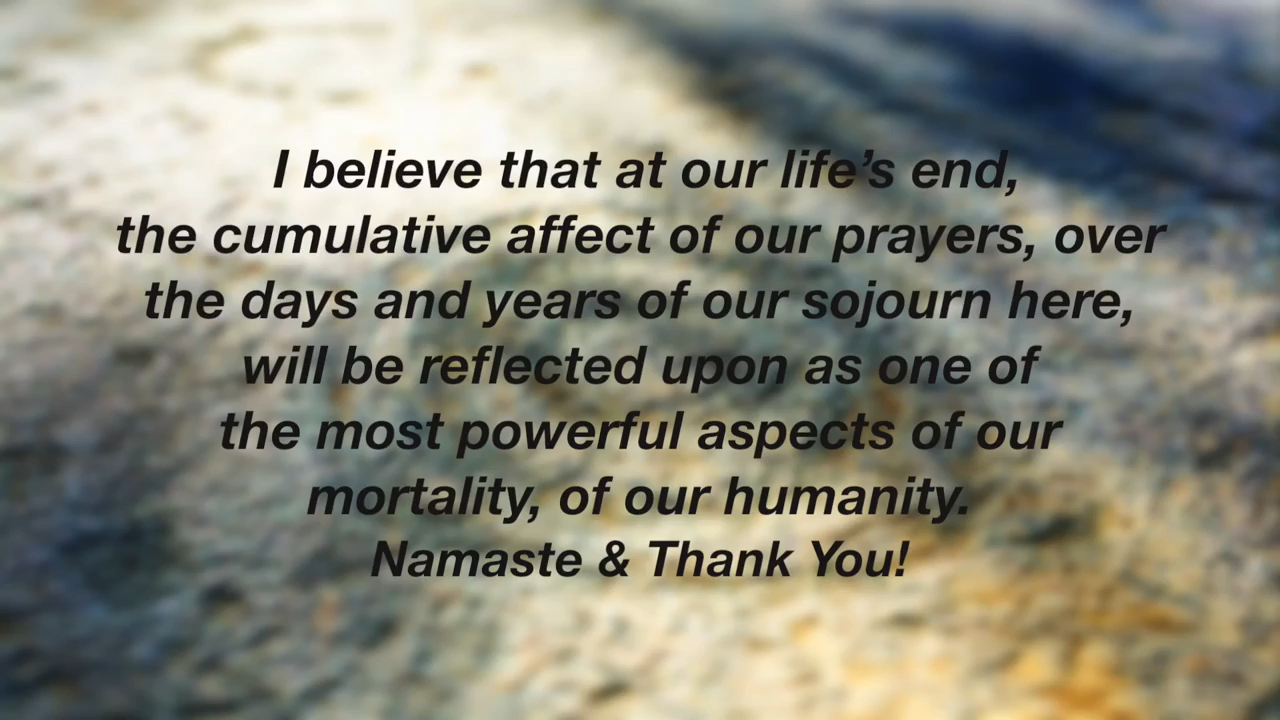 I believe that at our life’s end,
the cumulative affect of our prayers, over
the days and years of our sojourn here,
will be reflected upon as one of
the most powerful aspects of our
mortality, of our humanity.
Namaste & Thank You!